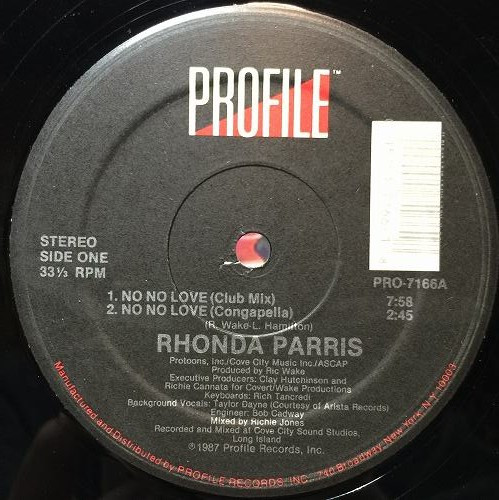 PROFILE™
STEREO
SIDE ONE
33⅓ RPM
PRO-7166A
1. NO NO LOVE (Club Mix) 7:58
2. NO NO LOVE (Congapella) 2:45
(R. Wake-L. Hamilton)
RHONDA PARRIS
Protoons, Inc./Cove City Music Inc./ASCAP
Produced by Ric Wake
Executive Producers: Clay Hutchinson and
Richie Cannata for Covert/Wake Productions
Keyboards: Rich Tancredi
Background Vocals: Taylor Dayne (Courtesy of Arista Records)
Engineer: Bob Cadway
Mixed by Richie Jones
Recorded and Mixed at Cove City Sound Studios,
Long Island
©1987 Profile Records, Inc.
Manufactured and Distributed by PROFILE RECORDS INC. 740 Broadway, New York, N.Y. 10003